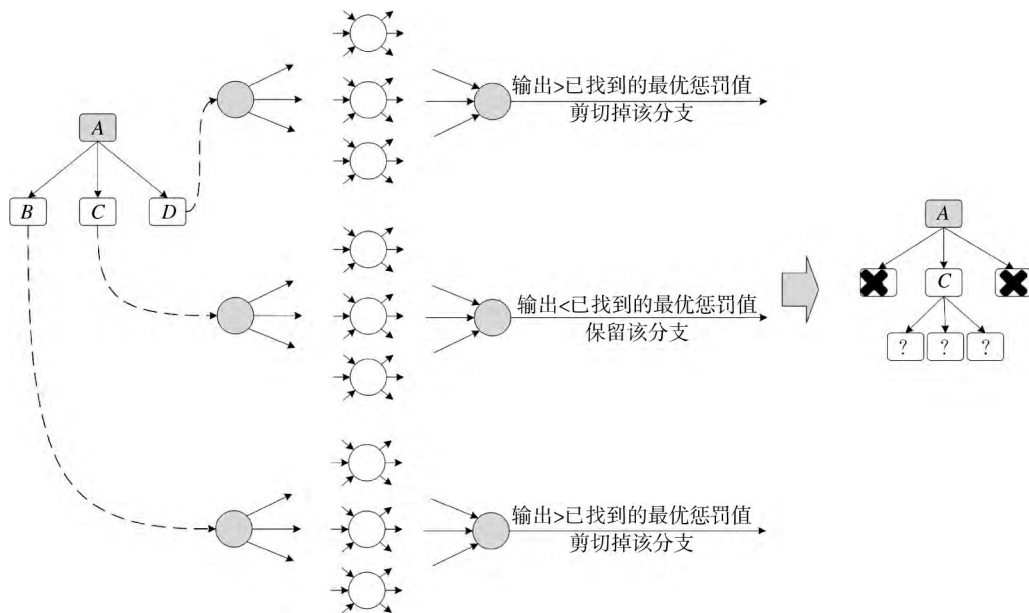 A
B C D
输出>已找到的最优惩罚值
剪切掉该分支
输出<已找到的最优惩罚值
保留该分支
输出>已找到的最优惩罚值
剪切掉该分支
A
C
? ? ?